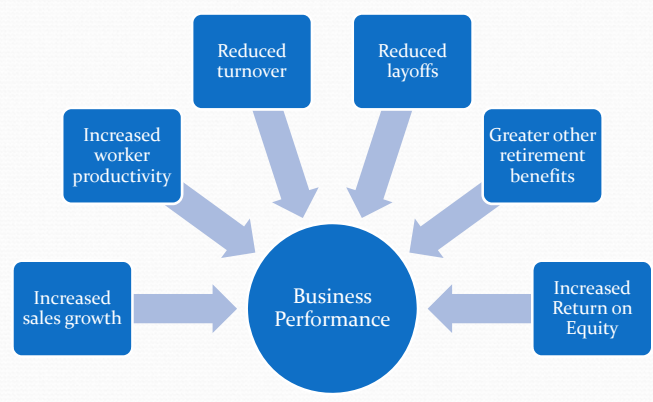 Reduced
turnover
Reduced
layoffs
Increased
worker
productivity
Greater other
retirement
benefits
Increased
sales growth
Business
Performance
Increased
Return on
Equity